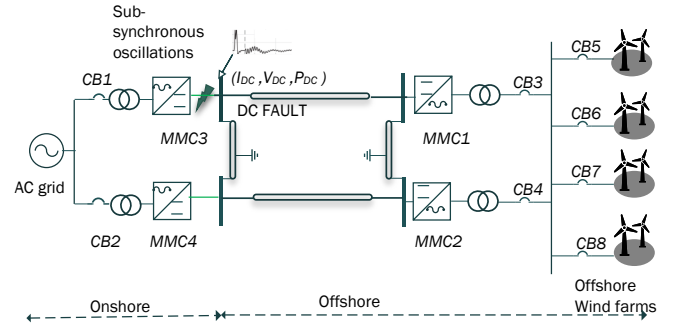 Sub-
synchronous
oscillations
CB1
(IDC ,VDC ,PDC )
DC FAULT
MMC3
MMC1
CB3
CB5
CB6
CB7
CB8
AC grid
CB2
MMC4
MMC2
CB4
Onshore
Offshore
Offshore
Wind farms